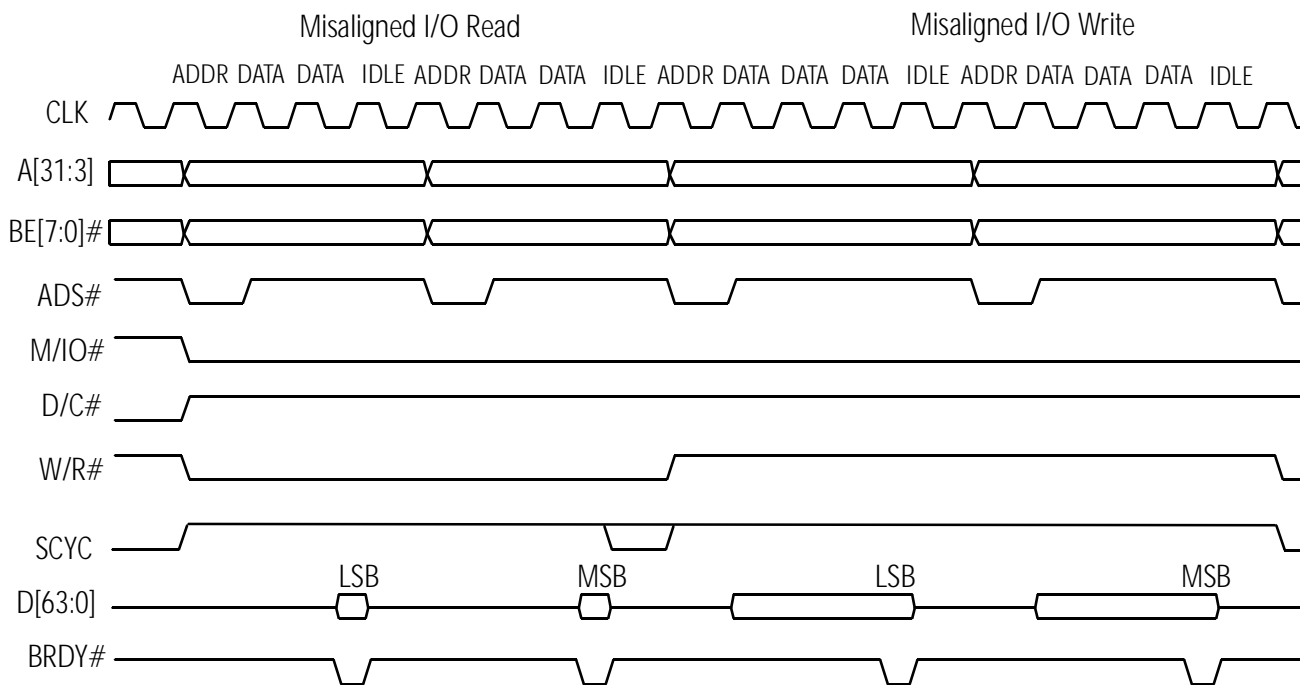 Misaligned I/O Read Misaligned I/O Write
ADDR DATA DATA IDLE ADDR DATA DATA IDLE ADDR DATA DATA DATA IDLE ADDR DATA DATA DATA IDLE
CLK
A[31:3]
BE[7:0]#
ADS#
M/IO#
D/C#
W/R#
SCYC
LSB MSB LSB MSB
D[63:0]
BRDY#